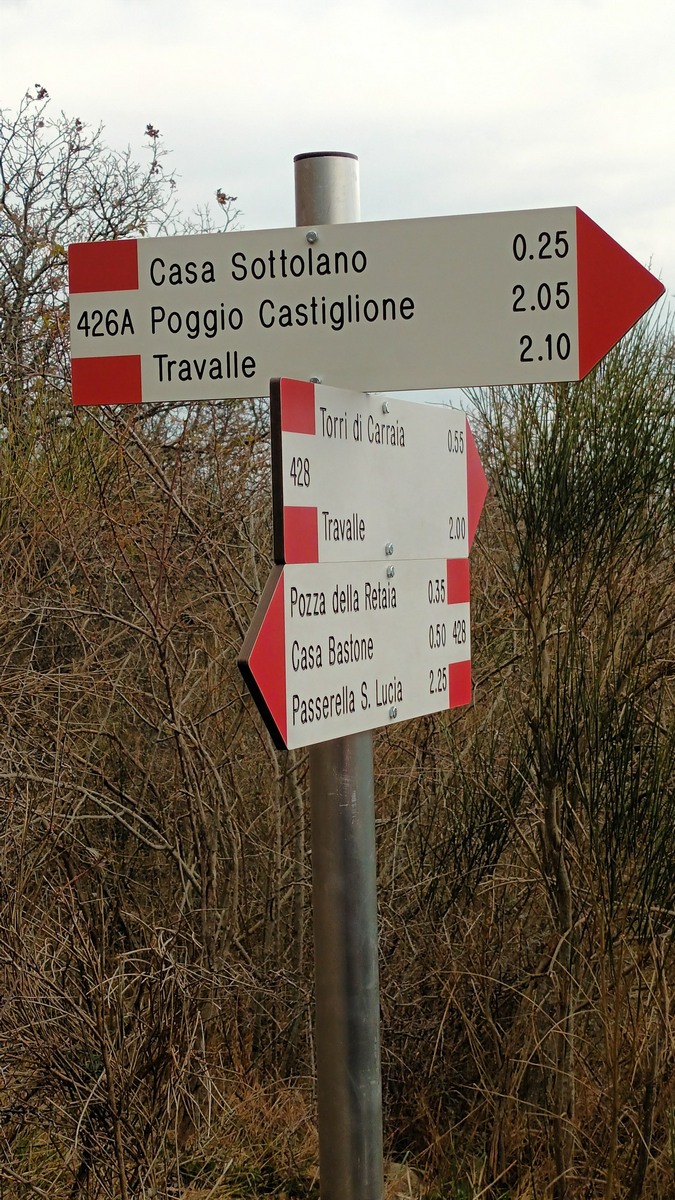 Casa Sottolano 0.25
426A Poggio Castiglione 2.05
Travalle 2.10
Torri di Carraia 0.55
428
Travalle 2.00
Pozza della Retaia 0.35
Casa Bastone 0.50 428
Passerella S. Lucia 2.25